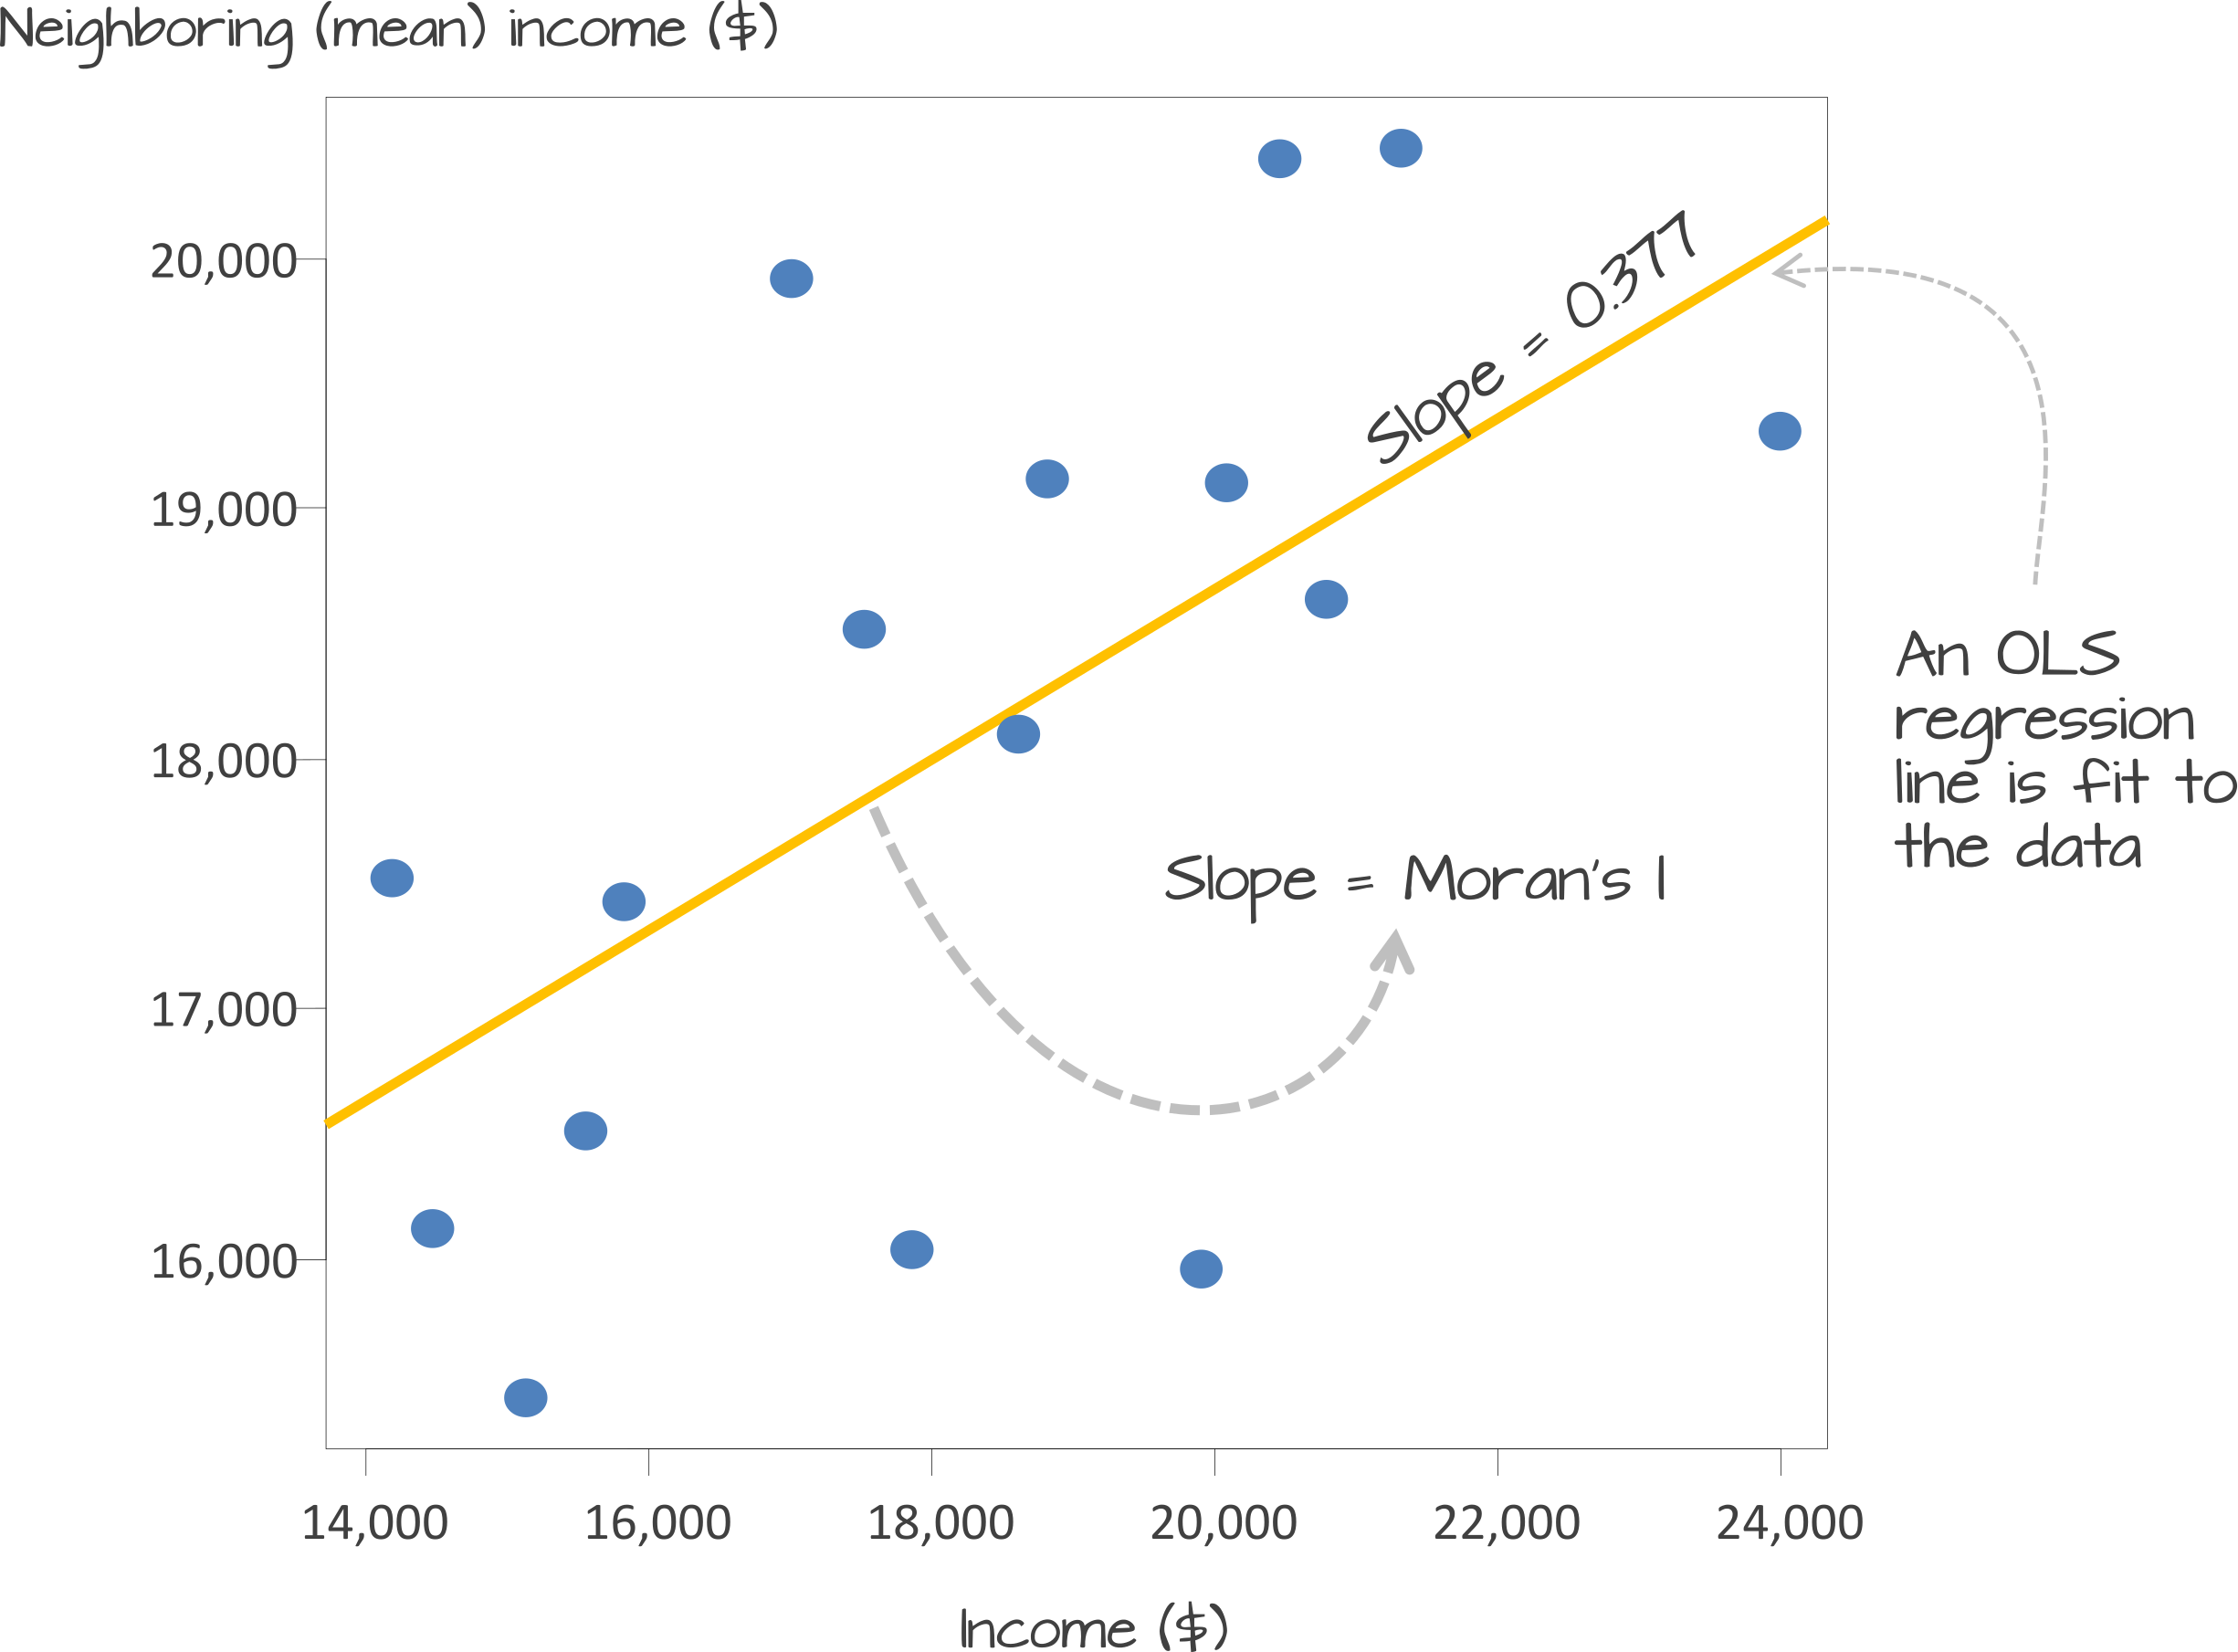 Neighboring (mean) income ($)
20,000
19,000
18,000
17,000
16,000
Slope = 0.377
An OLS
regression
line is fit to
the data
Slope = Moran's I
14,000
16,000
18,000
20,000
22,000
24,000
Income ($)